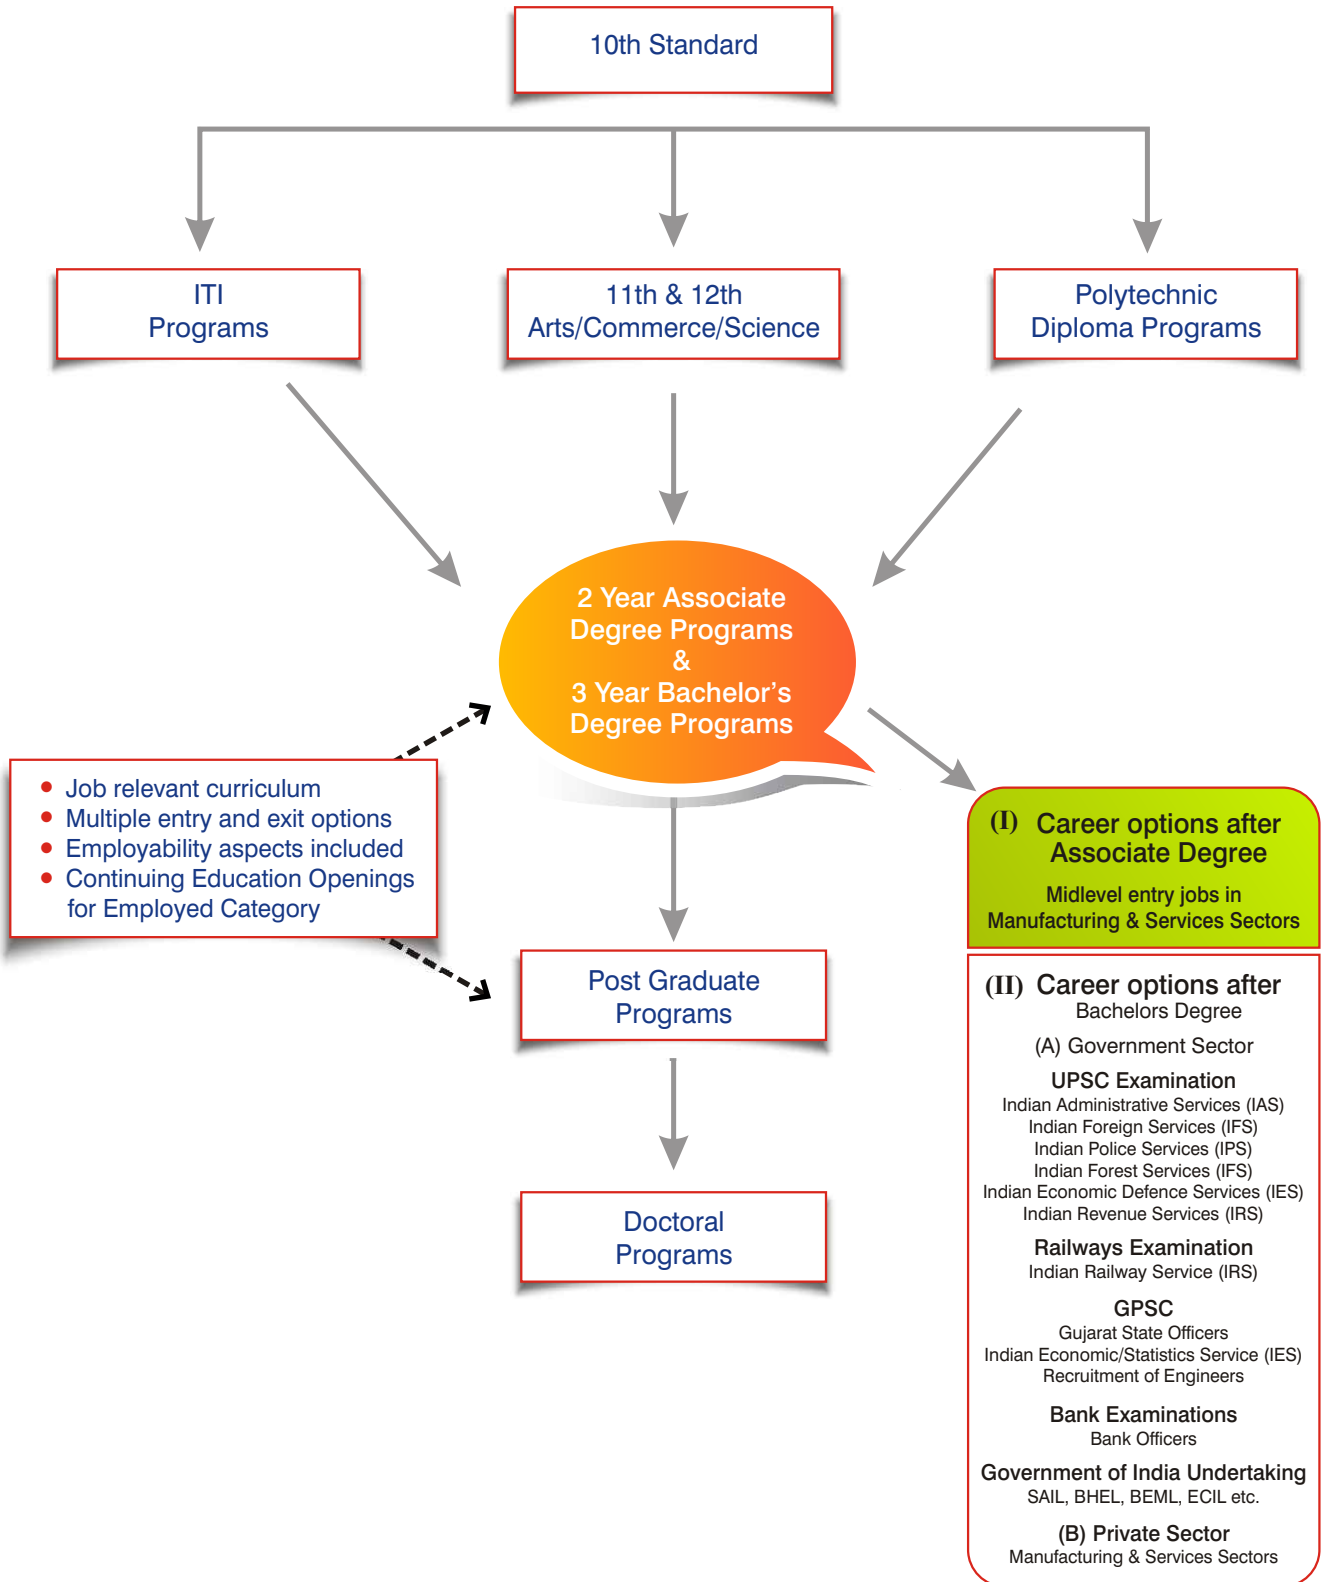 10th Standard
ITI
Programs
11th & 12th
Arts/Commerce/Science
Polytechnic
Diploma Programs
2 Year Associate
Degree Programs
&
3 Year Bachelor's
Degree Programs
• Job relevant curriculum
• Multiple entry and exit options
• Employability aspects included
• Continuing Education Openings
for Employed Category
Post Graduate
Programs
Doctoral
Programs
(I) Career options after
Associate Degree
Midlevel entry jobs in
Manufacturing & Services Sectors
(II) Career options after
Bachelors Degree
(A) Government Sector
UPSC Examination
Indian Administrative Services (IAS)
Indian Foreign Services (IFS)
Indian Police Services (IPS)
Indian Forest Services (IFS)
Indian Economic Defence Services (IES)
Indian Revenue Services (IRS)
Railways Examination
Indian Railway Service (IRS)
GPSC
Gujarat State Officers
Indian Economic/Statistics Service (IES)
Recruitment of Engineers
Bank Examinations
Bank Officers
Government of India Undertaking
SAIL, BHEL, BEML, ECIL etc.
(B) Private Sector
Manufacturing & Services Sectors